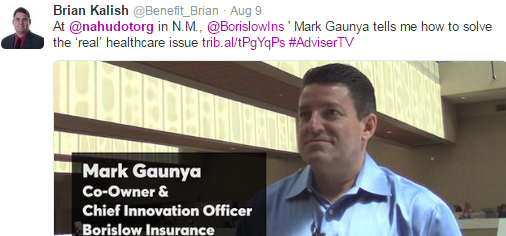 Brian Kalish @Benefit_Brian · Aug 9
At @nahudotorg in N.M., @BorislowIns ' Mark Gaunya tells me how to solve
the ‘real’ healthcare issue trib.al/tPgYqPs #AdviserTV
Mark Gaunya
Co-Owner &
Chief Innovation Officer
Borislow Insurance